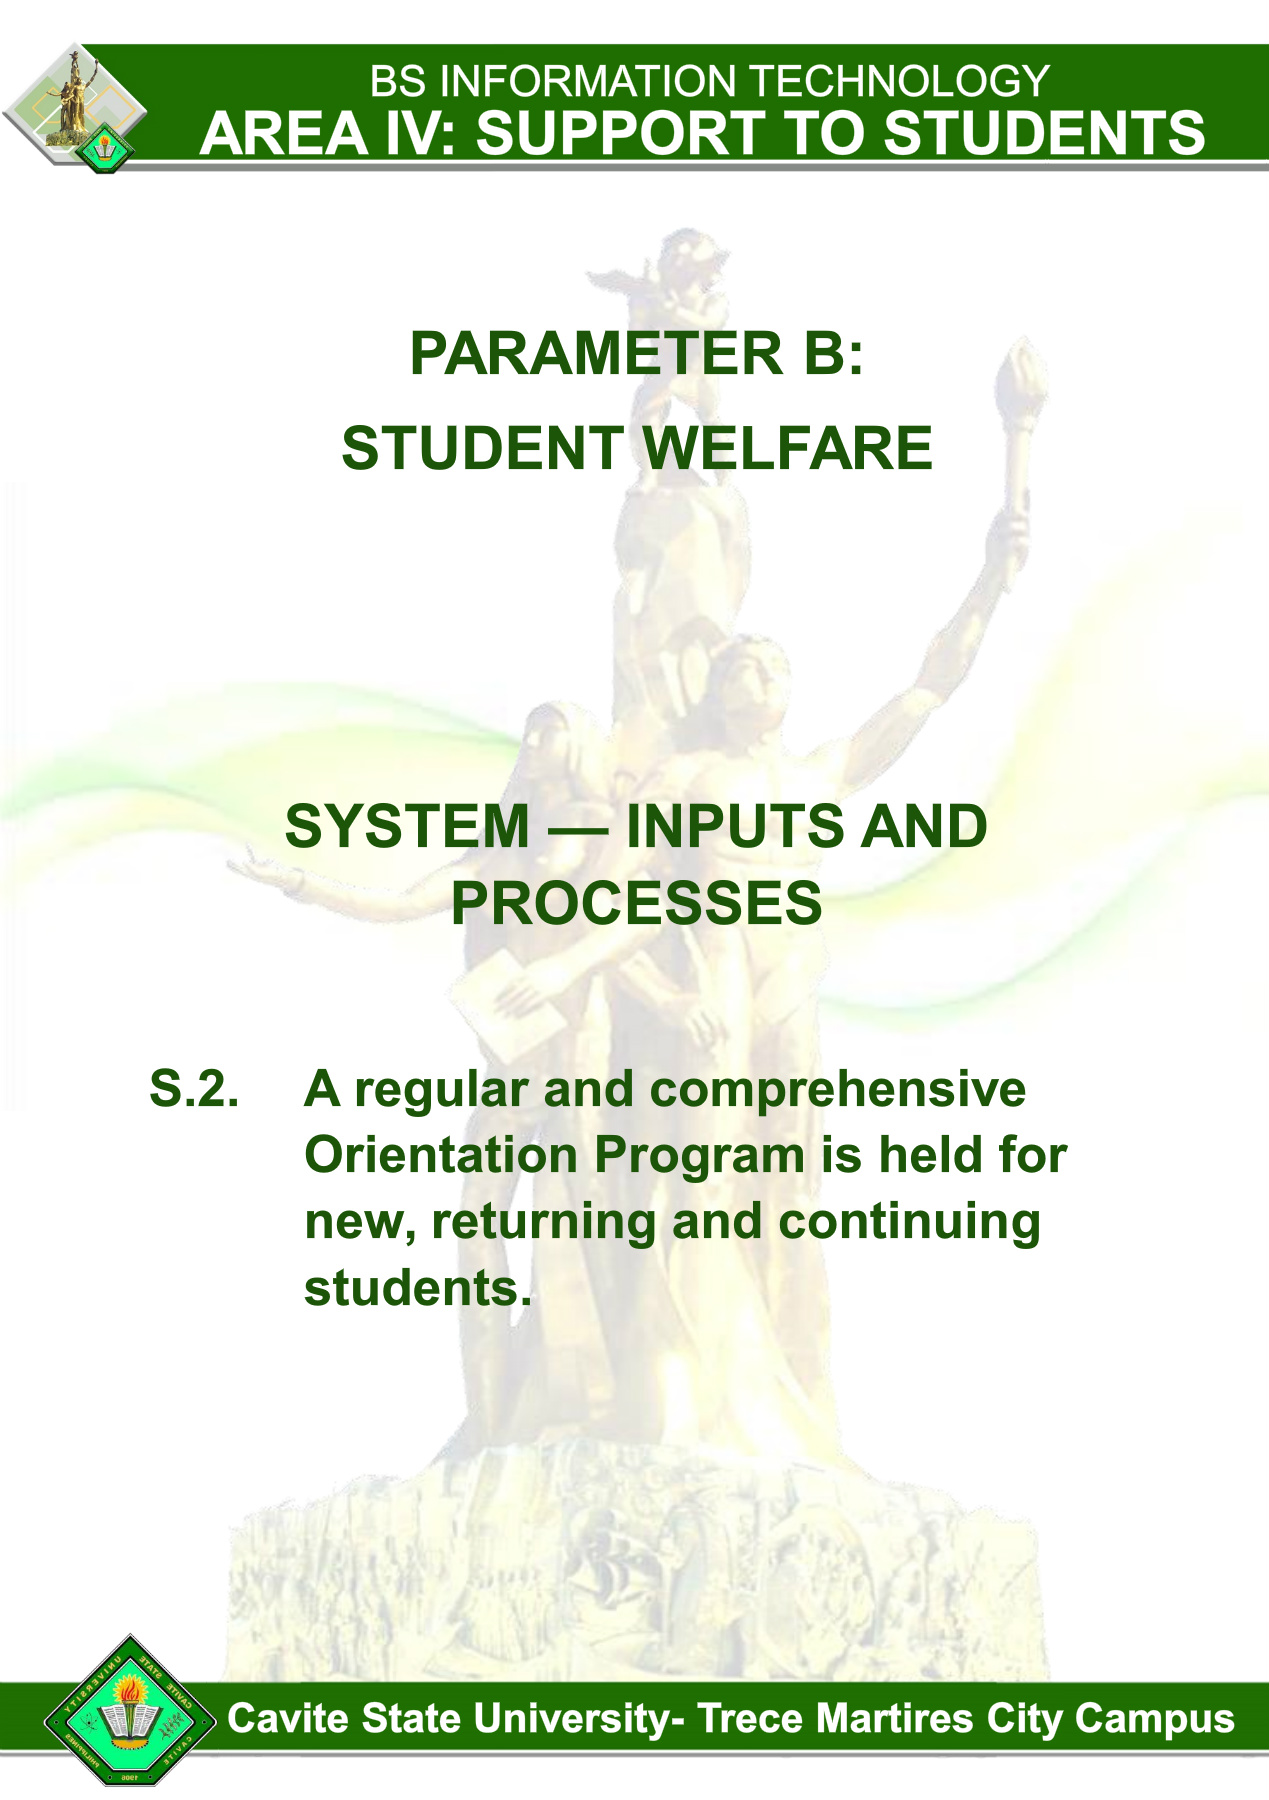 BS INFORMATION TECHNOLOGY
AREA IV: SUPPORT TO STUDENTS
PARAMETER B:
STUDENT WELFARE
SYSTEM — INPUTS AND
PROCESSES
S.2. A regular and comprehensive
Orientation Program is held for
new, returning and continuing
students.
CAVITE STATE UNIVERSITY
CAVITE PHILIPPINES
1906
Cavite State University- Trece Martires City Campus